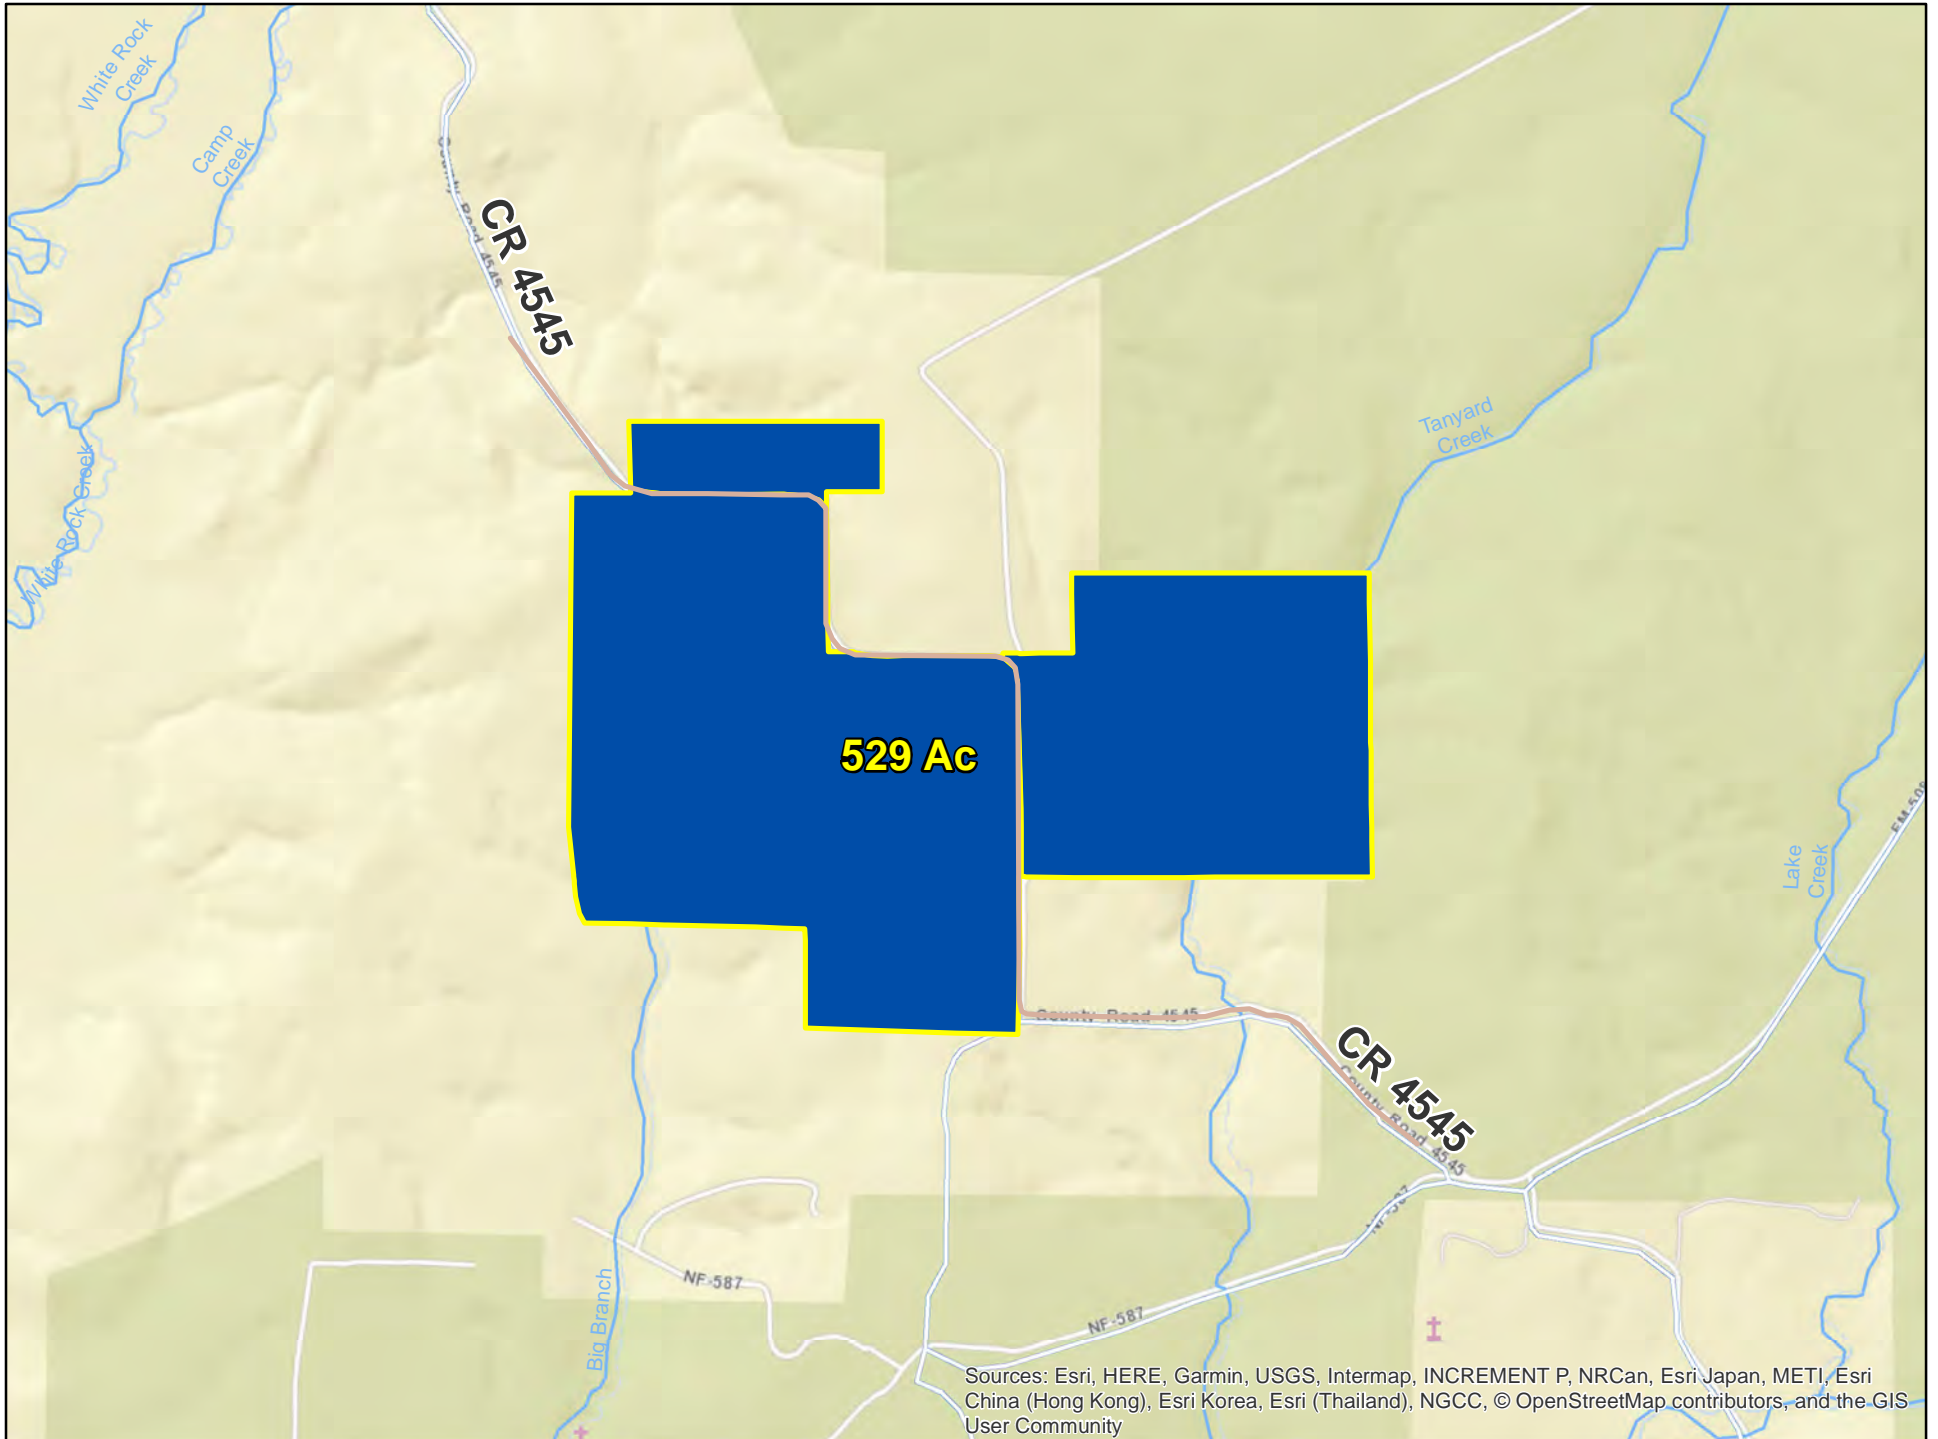 White Rock
Creek
Camp
Creek
County Road 4545
CR 4545
Tanyard
Creek
White Rock Creek
529 Ac
Lake
Creek
County Road 4545
CR 4545
County Road 4545
NF-587
NF-587
Big Branch
Sources: Esri, HERE, Garmin, USGS, Intermap, INCREMENT P, NRCan, Esri Japan, METI, Esri
China (Hong Kong), Esri Korea, Esri (Thailand), NGCC, © OpenStreetMap contributors, and the GIS
User Community